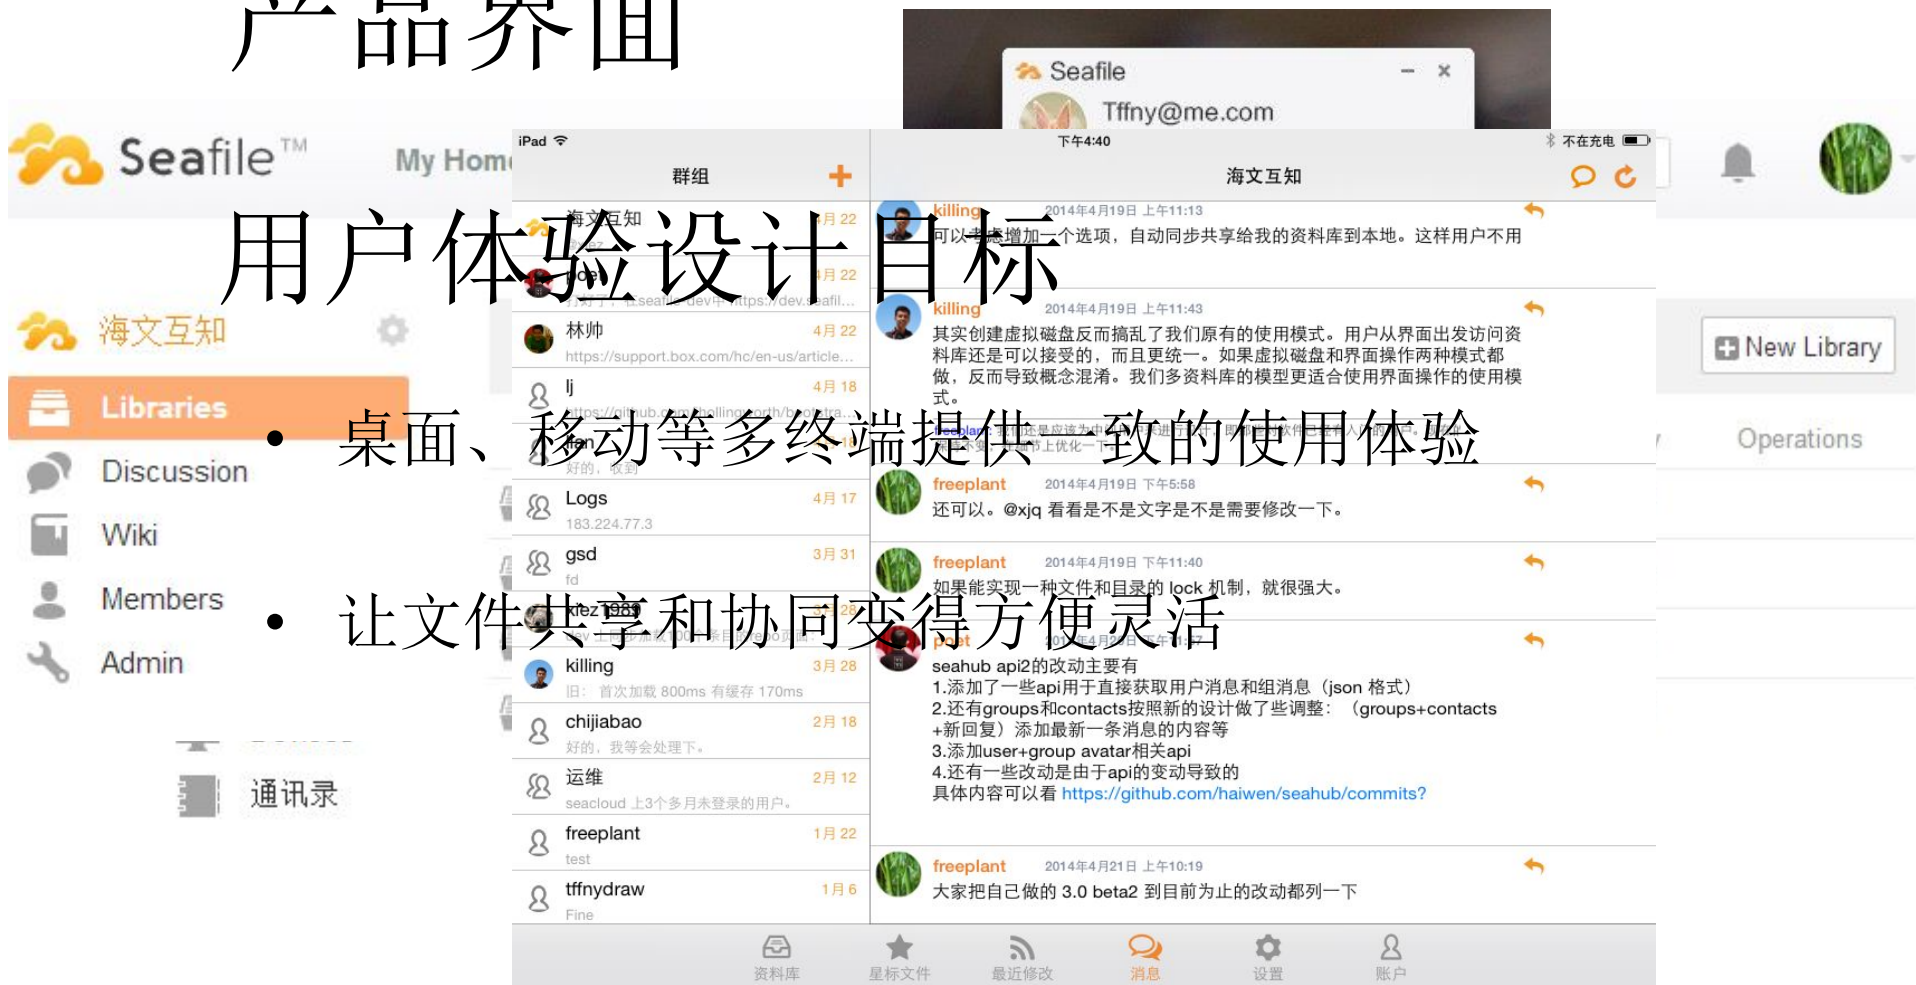 产品界面
Seafile
Tffny@me.com
Seafile™
My Hom
iPad
下午4:40
不在充电
群组
海文互知
用户体验设计目标
海文互知
4月 22
poet
4月 22
林帅
4月 22
https://support.box.com/hc/en-us/article...
lj
4月 18
好的，收到
Logs
4月 17
183.224.77.3
gsd
3月 31
fd
xiez1989
3月 28
killing
3月 28
旧： 首次加载 800ms 有缓存 170ms
chijiabao
2月 18
好的，我等会处理下。
运维
2月 12
seacloud 上3个多月未登录的用户。
freeplant
1月 22
test
tffnydraw
1月 6
Fine
killing
2014年4月19日 上午11:13
可以考虑增加一个选项，自动同步共享给我的资料库到本地。这样用户不用
killing
2014年4月19日 上午11:43
其实创建虚拟磁盘反而搞乱了我们原有的使用模式。用户从界面出发访问资
料库还是可以接受的，而且更统一。如果虚拟磁盘和界面操作两种模式都
做，反而导致概念混淆。我们多资料库的模型更适合使用界面操作的使用模
式。
• 桌面、移动等多终端提供一致的使用体验
freeplant
2014年4月19日 下午5:58
还可以。@xjq 看看是不是文字是不是需要修改一下。
freeplant
2014年4月19日 下午11:40
如果能实现一种文件和目录的 lock 机制，就很强大。
• 让文件共享和协同变得方便灵活
poet
seahub api2的改动主要有
1.添加了一些api用于直接获取用户消息和组消息（json 格式）
2.还有groups和contacts按照新的设计做了些调整：（groups+contacts
+新回复）添加最新一条消息的内容等
3.添加user+group avatar相关api
4.还有一些改动是由于api的变动导致的
具体内容可以看 https://github.com/haiwen/seahub/commits?
freeplant
2014年4月21日 上午10:19
大家把自己做的 3.0 beta2 到目前为止的改动都列一下
资料库
星标文件
最近修改
消息
设置
账户
海文互知
Libraries
Discussion
Wiki
Members
Admin
通讯录
New Library
Operations